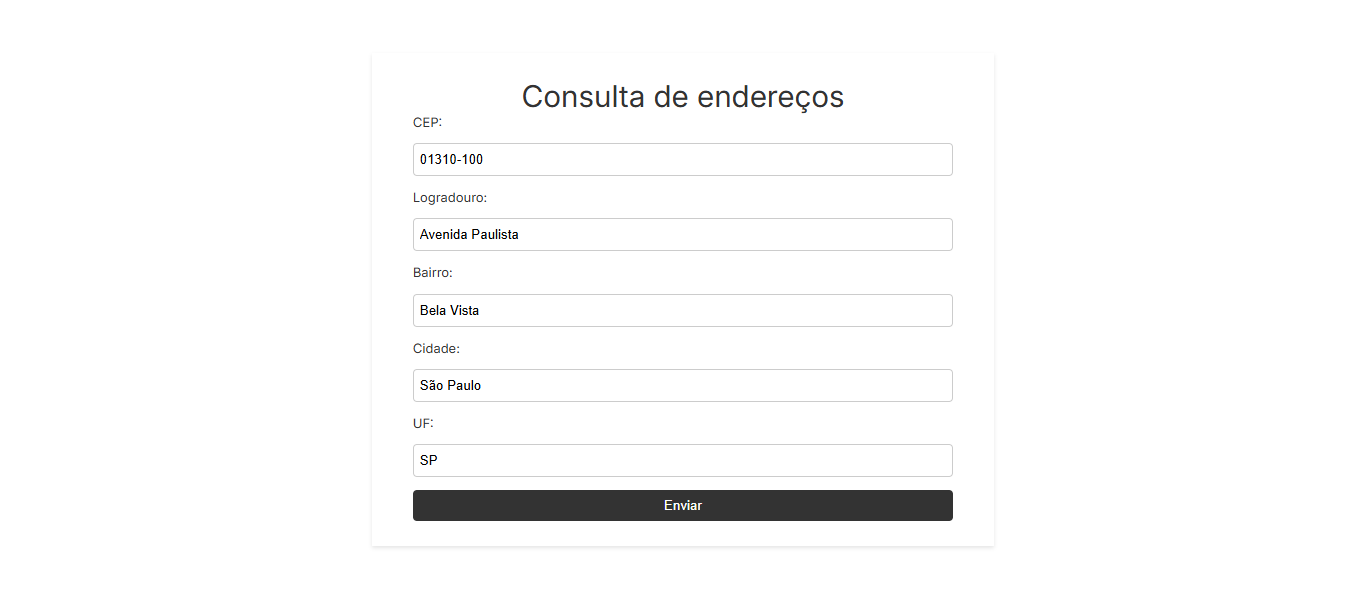 Consulta de endereços
CEP:
01310-100
Logradouro:
Avenida Paulista
Bairro:
Bela Vista
Cidade:
São Paulo
UF:
SP
Enviar